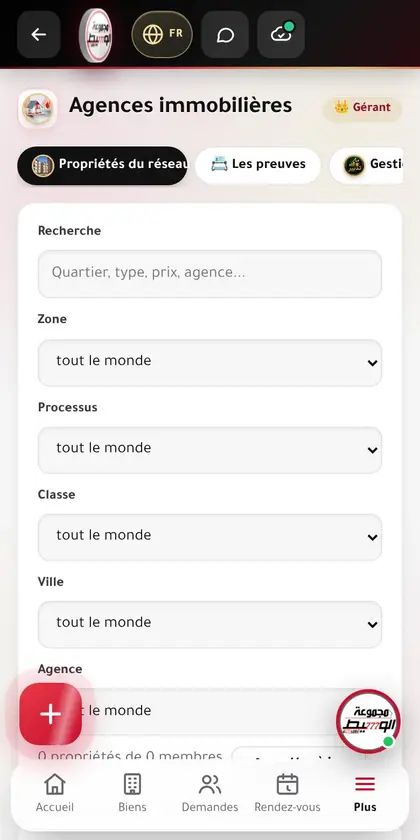 FR
Agences immobilières
👑 Gérant
Propriétés du réseau
Les preuves
Gesti
Recherche
Quartier, type, prix, agence...
Zone
tout le monde
Processus
tout le monde
Classe
tout le monde
Ville
tout le monde
Agence
t le monde
0 propriétés de 0 membres
مجموعة
الوسيط
Accueil
Biens
Demandes
Rendez-vous
Plus